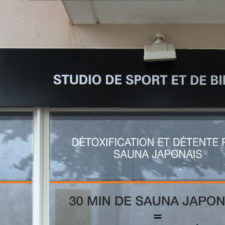 STUDIO DE SPORT ET DE BI
DÉTOXIFICATION ET DÉTENTE
SAUNA JAPONAIS
30 MIN DE SAUNA JAPON
=